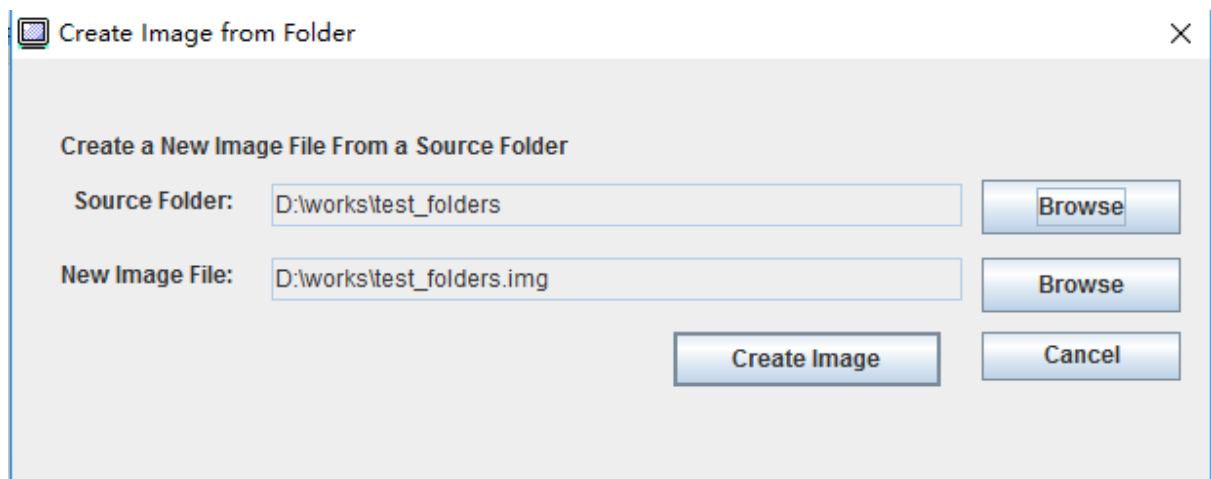 Create Image from Folder
Create a New Image File From a Source Folder
Source Folder: D:\works\test_folders Browse
New Image File: D:\works\test_folders.img Browse
Create Image Cancel